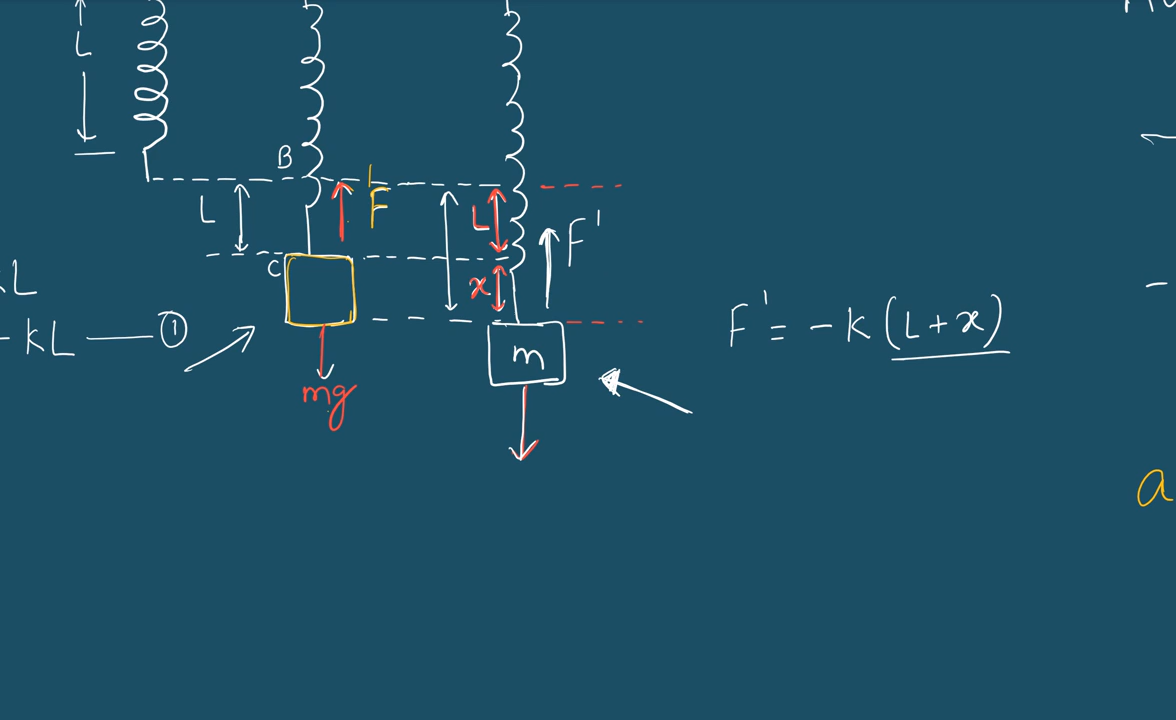 L
B
L
F
L
F'
C
x
KL
- KL —— ①
F' = - K (L + x)
m
mg
a